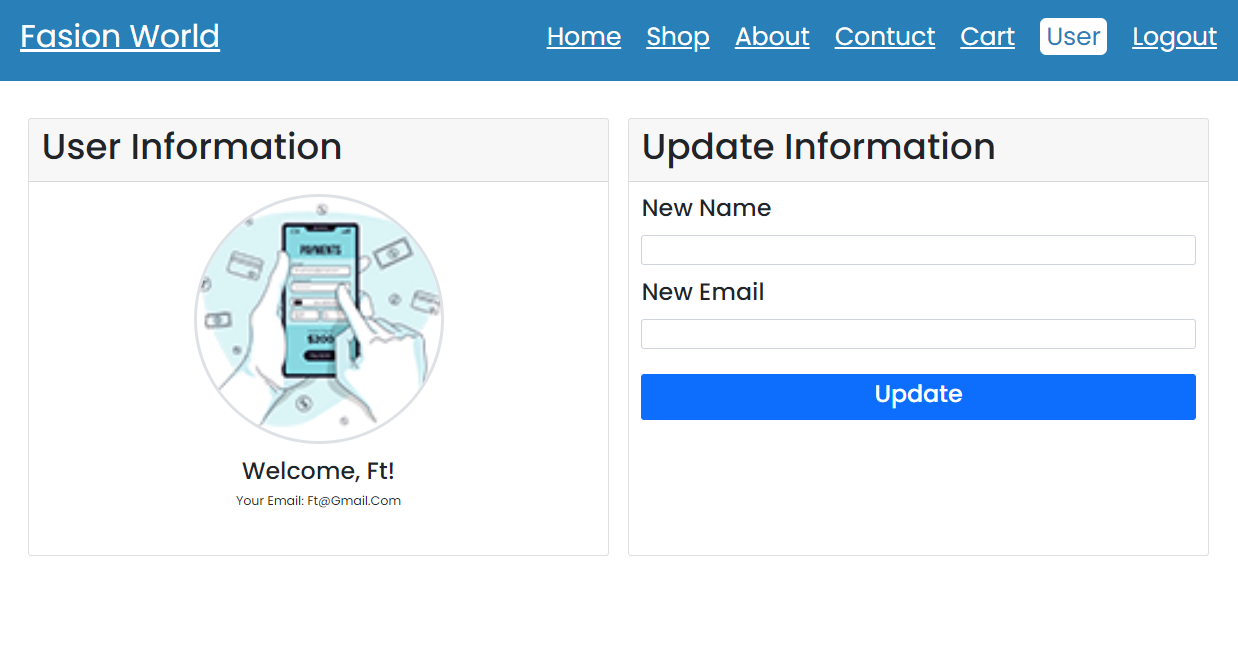 Fasion World
Home Shop About Contuct Cart User Logout
User Information
PAYMENTS
$200
Welcome, Ft!
Your Email: Ft@Gmail.Com
Update Information
New Name
New Email
Update